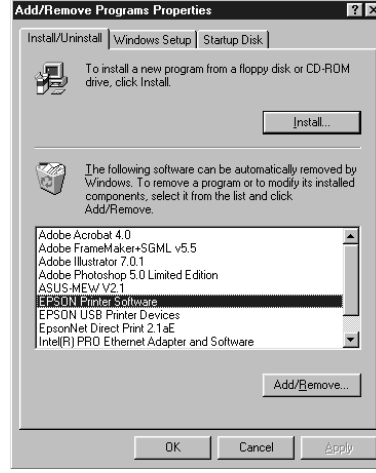 Add/Remove Programs Properties
Install/Uninstall Windows Setup Startup Disk
To install a new program from a floppy disk or CD-ROM
drive, click Install.
Install...
The following software can be automatically removed by
Windows. To remove a program or to modify its installed
components, select it from the list and click
Add/Remove.
Adobe Acrobat 4.0
Adobe FrameMaker+SGML v5.5
Adobe Illustrator 7.0.1
Adobe Photoshop 5.0 Limited Edition
ASUS-MEW V2.1
EPSON Printer Software
EPSON USB Printer Devices
EpsonNet Direct Print 2.1aE
Intel(R) PRO Ethernet Adapter and Software
Add/Remove...
OK Cancel Apply